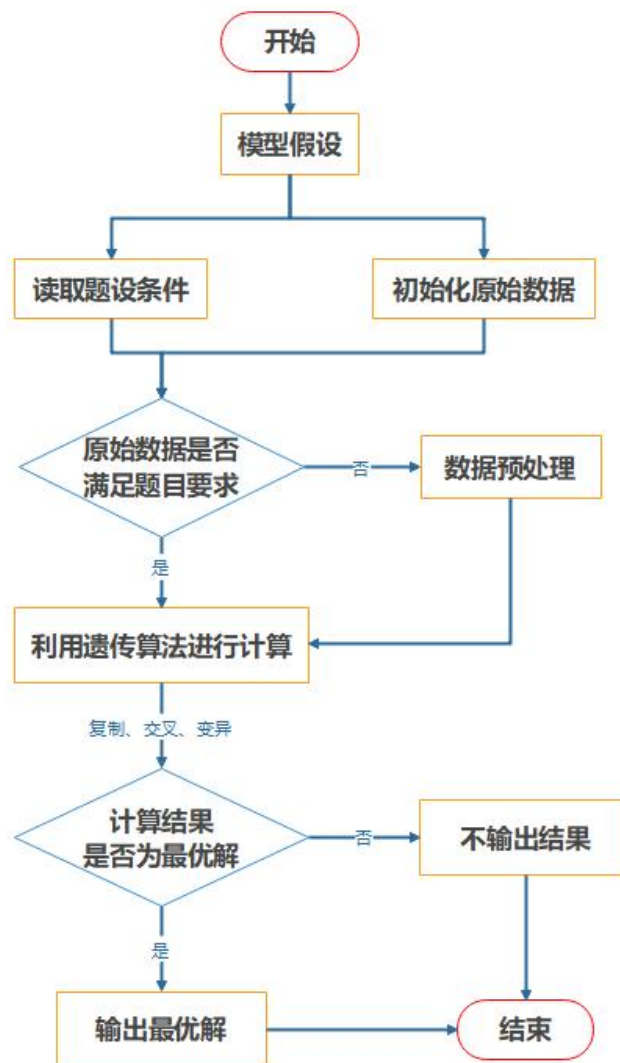 开始
模型假设
读取题设条件
初始化原始数据
原始数据是否
满足题目要求
否
数据预处理
是
利用遗传算法进行计算
复制、交叉、变异
计算结果
是否为最优解
否
不输出结果
是
输出最优解
结束